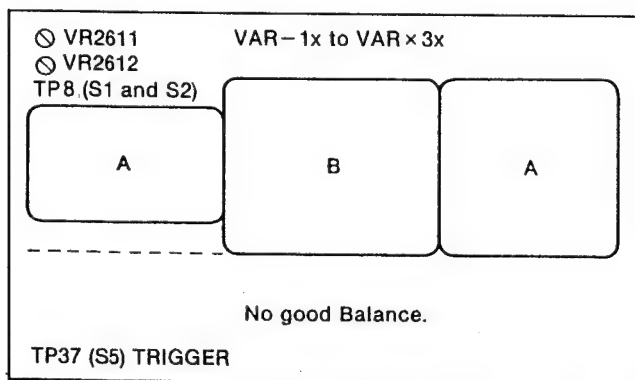 VR2611 VAR−1x to VAR×3x
VR2612
TP8 (S1 and S2)
A B A
No good Balance.
TP37 (S5) TRIGGER